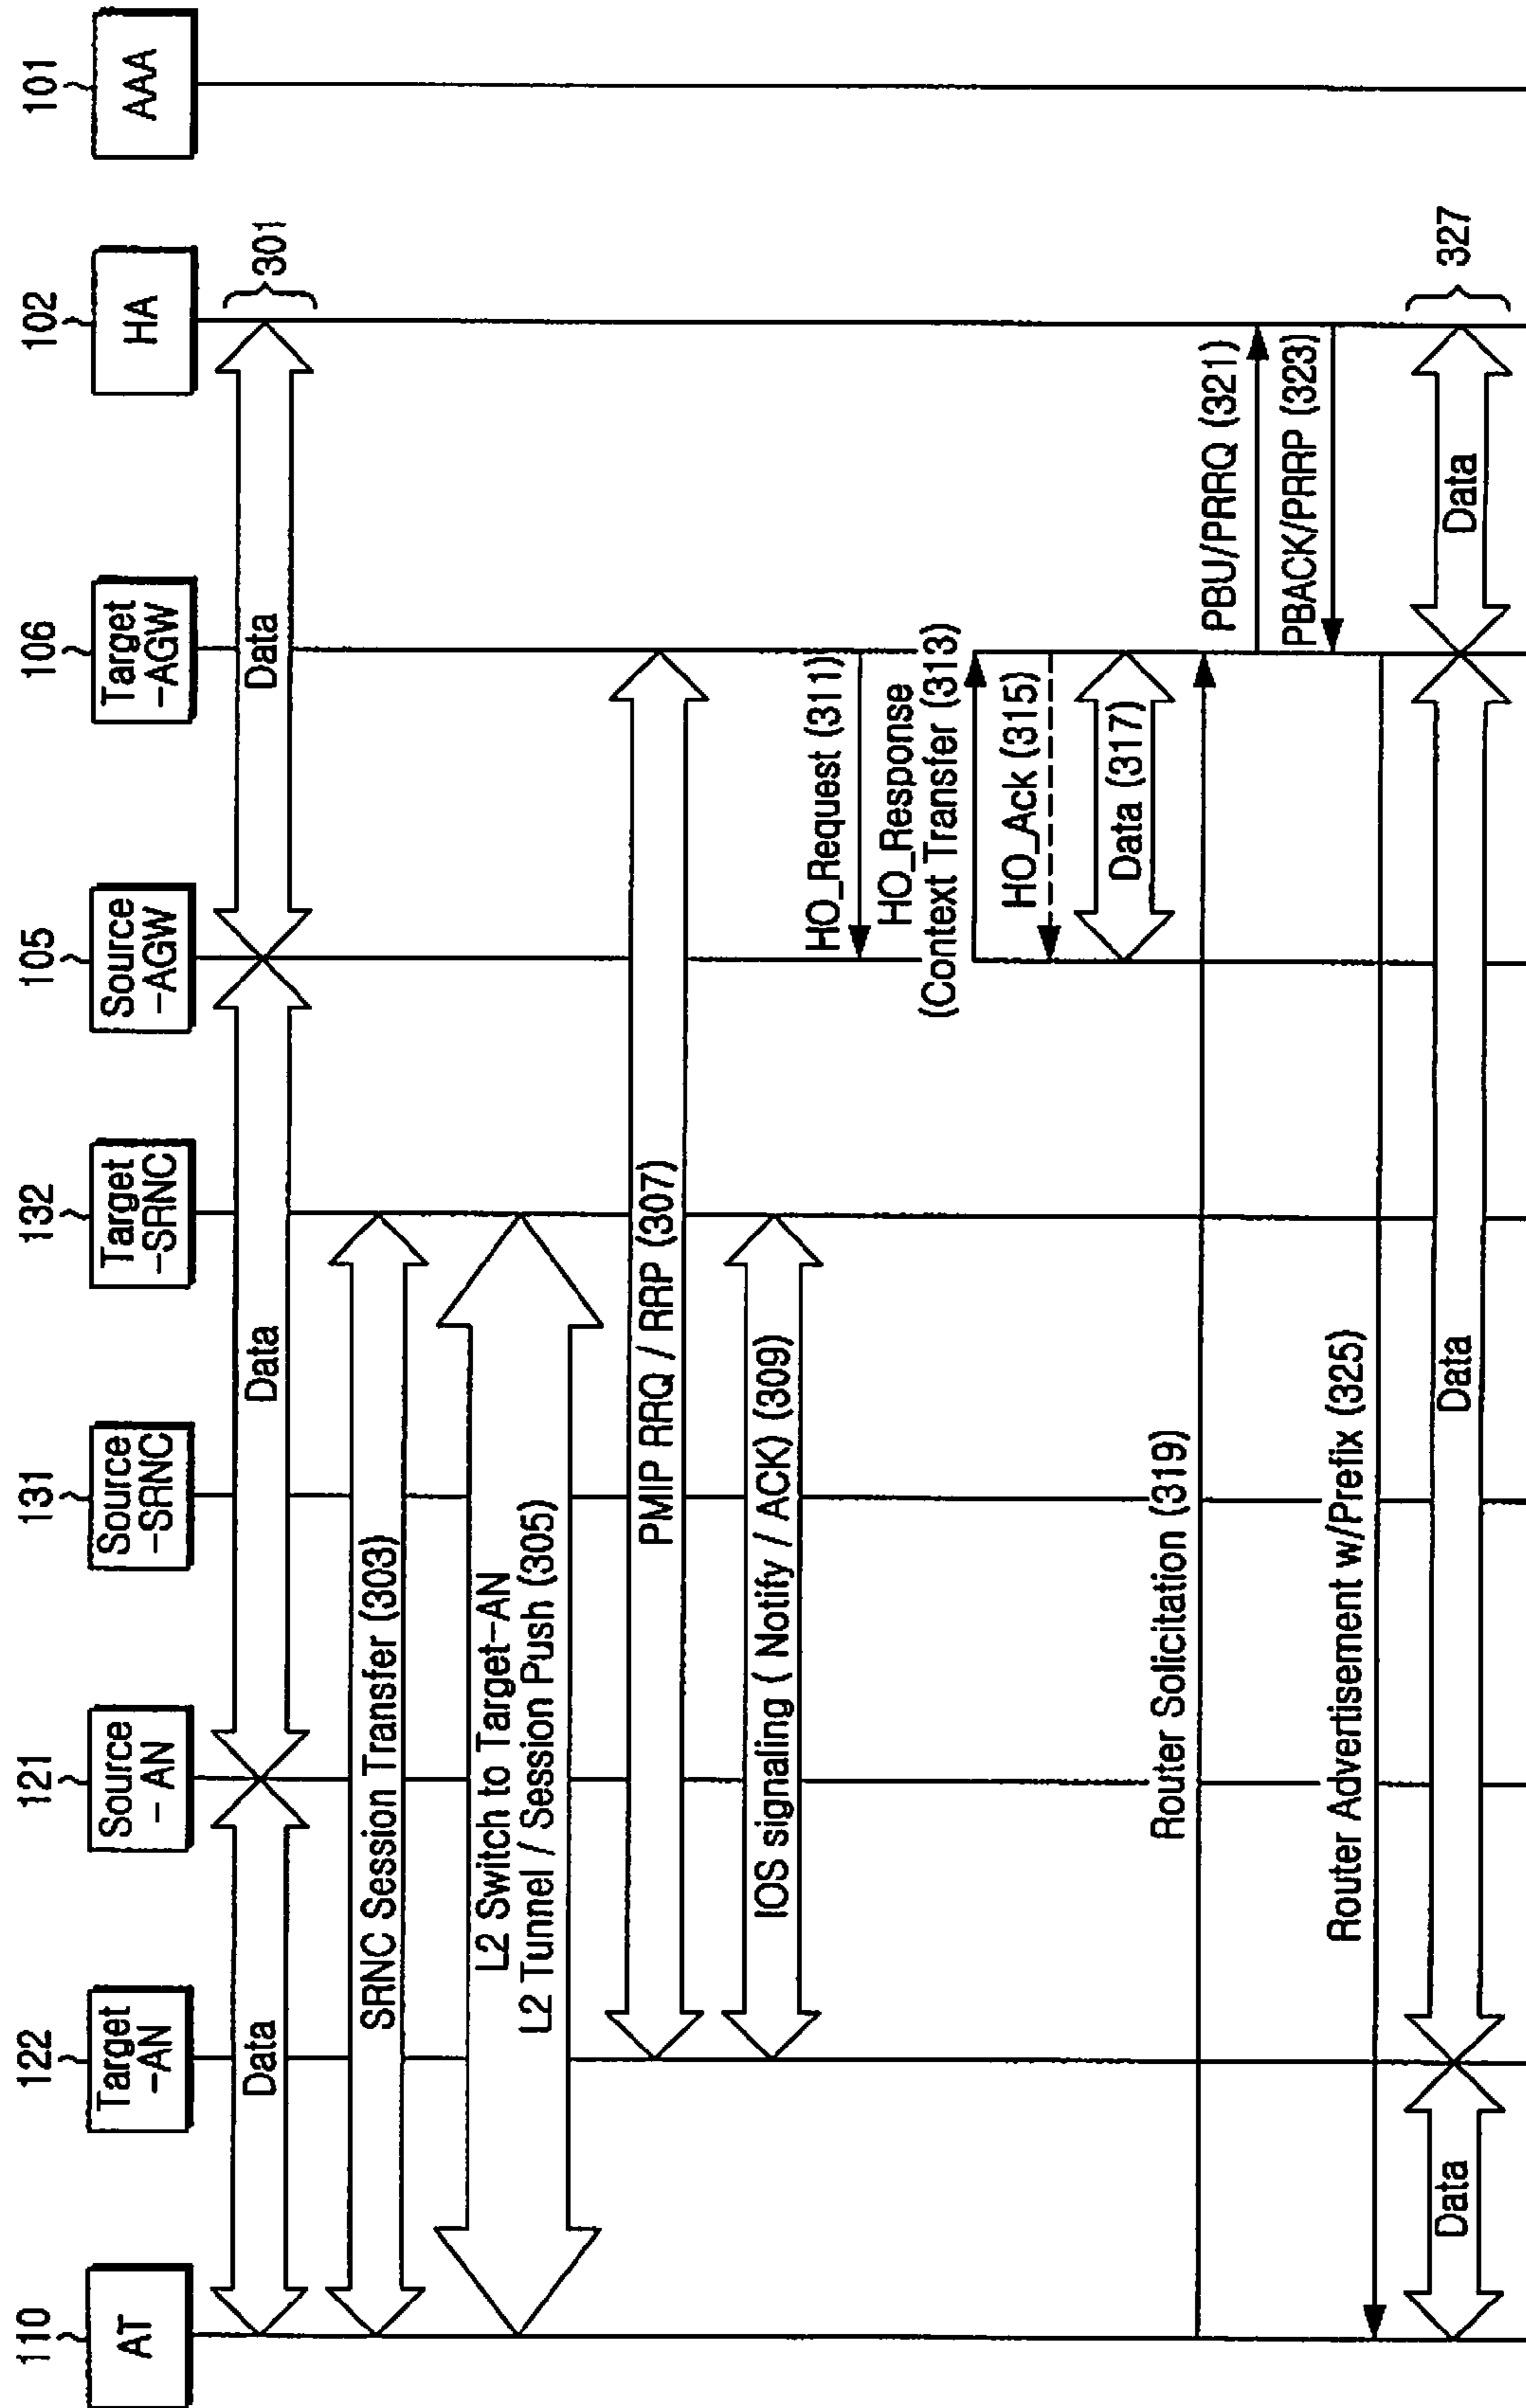 110
122
121
131
132
105
106
102
101
AT
Target
-AN
Source
- AN
Source
-SRNC
Target
-SRNC
Source
-AGW
Target
-AGW
HA
AAA
Data
Data
Data
301
SRNC Session Transfer (303)
L2 Switch to Target-AN
L2 Tunnel / Session Push (305)
PMIP RRQ / RRP (307)
IOS signaling ( Notify / ACK) (309)
HO_Request (311)
HO_Response
(Context Transfer (313)
HO_Ack (315)
Data (317)
Router Solicitation (319)
PBU/PRRQ (321)
PBACK/PRRP (323)
Router Advertisement w/Prefix (325)
Data
Data
Data
327